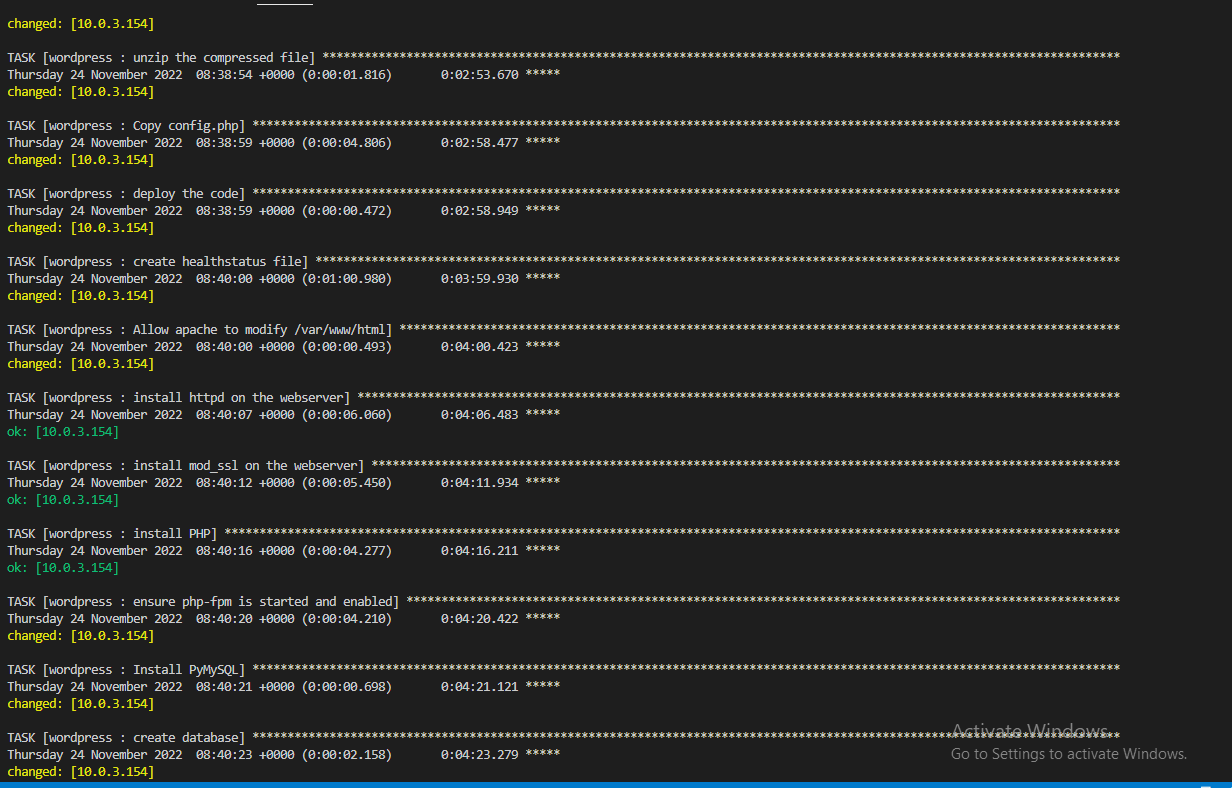 changed: [10.0.3.154]
TASK [wordpress : unzip the compressed file] ******************************************************************************************************************
Thursday 24 November 2022  08:38:54 +0000 (0:00:01.816)       0:02:53.670 *****
changed: [10.0.3.154]
TASK [wordpress : Copy config.php] ****************************************************************************************************************************
Thursday 24 November 2022  08:38:59 +0000 (0:00:04.806)       0:02:58.477 *****
changed: [10.0.3.154]
TASK [wordpress : deploy the code] ****************************************************************************************************************************
Thursday 24 November 2022  08:38:59 +0000 (0:00:00.472)       0:02:58.949 *****
changed: [10.0.3.154]
TASK [wordpress : create healthstatus file] *******************************************************************************************************************
Thursday 24 November 2022  08:40:00 +0000 (0:01:00.980)       0:03:59.930 *****
changed: [10.0.3.154]
TASK [wordpress : Allow apache to modify /var/www/html] *******************************************************************************************************
Thursday 24 November 2022  08:40:00 +0000 (0:00:00.493)       0:04:00.423 *****
changed: [10.0.3.154]
TASK [wordpress : install httpd on the webserver] *************************************************************************************************************
Thursday 24 November 2022  08:40:07 +0000 (0:00:06.060)       0:04:06.483 *****
ok: [10.0.3.154]
TASK [wordpress : install mod_ssl on the webserver] ***********************************************************************************************************
Thursday 24 November 2022  08:40:12 +0000 (0:00:05.450)       0:04:11.934 *****
ok: [10.0.3.154]
TASK [wordpress : install PHP] ********************************************************************************************************************************
Thursday 24 November 2022  08:40:16 +0000 (0:00:04.277)       0:04:16.211 *****
ok: [10.0.3.154]
TASK [wordpress : ensure php-fpm is started and enabled] ******************************************************************************************************
Thursday 24 November 2022  08:40:20 +0000 (0:00:04.210)       0:04:20.422 *****
changed: [10.0.3.154]
TASK [wordpress : Install PyMySQL] ****************************************************************************************************************************
Thursday 24 November 2022  08:40:21 +0000 (0:00:00.698)       0:04:21.121 *****
changed: [10.0.3.154]
TASK [wordpress : create database] ****************************************************************************************************************************
Thursday 24 November 2022  08:40:23 +0000 (0:00:02.158)       0:04:23.279 *****
changed: [10.0.3.154]
Activate Windows
Go to Settings to activate Windows.